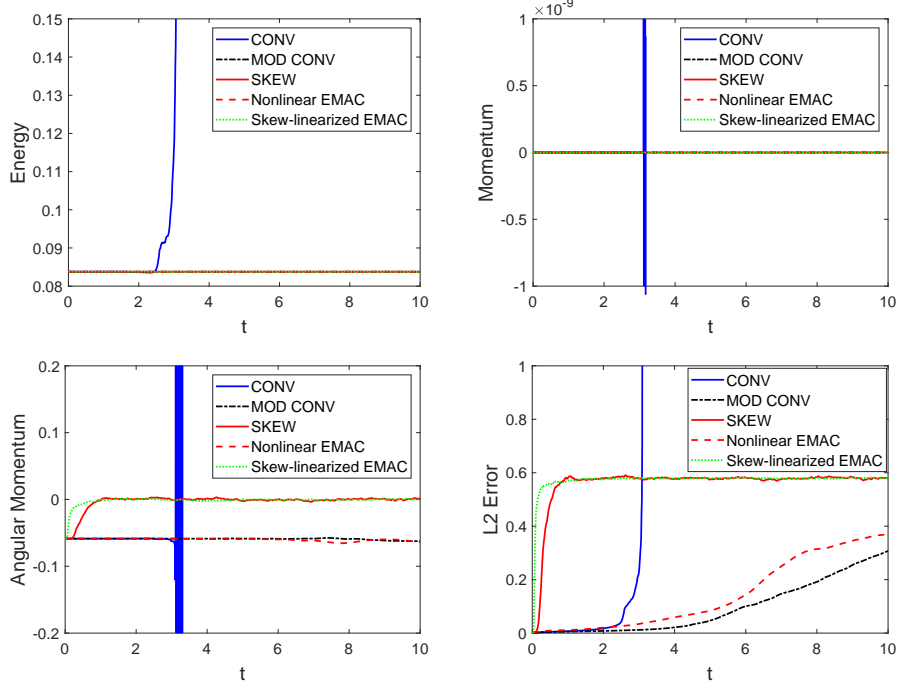 0.15
0.14
0.13
0.12
0.11
0.1
0.09
0.08
Energy
0 2 4 6 8 10
t
CONV
MOD CONV
SKEW
Nonlinear EMAC
Skew-linearized EMAC
×10^-9
1
0.5
0
-0.5
-1
Momentum
0 2 4 6 8 10
t
CONV
MOD CONV
SKEW
Nonlinear EMAC
Skew-linearized EMAC
0.2
0.1
0
-0.1
-0.2
Angular Momentum
0 2 4 6 8 10
t
CONV
MOD CONV
SKEW
Nonlinear EMAC
Skew-linearized EMAC
1
0.8
0.6
0.4
0.2
0
L2 Error
0 2 4 6 8 10
t
CONV
MOD CONV
SKEW
Nonlinear EMAC
Skew-linearized EMAC